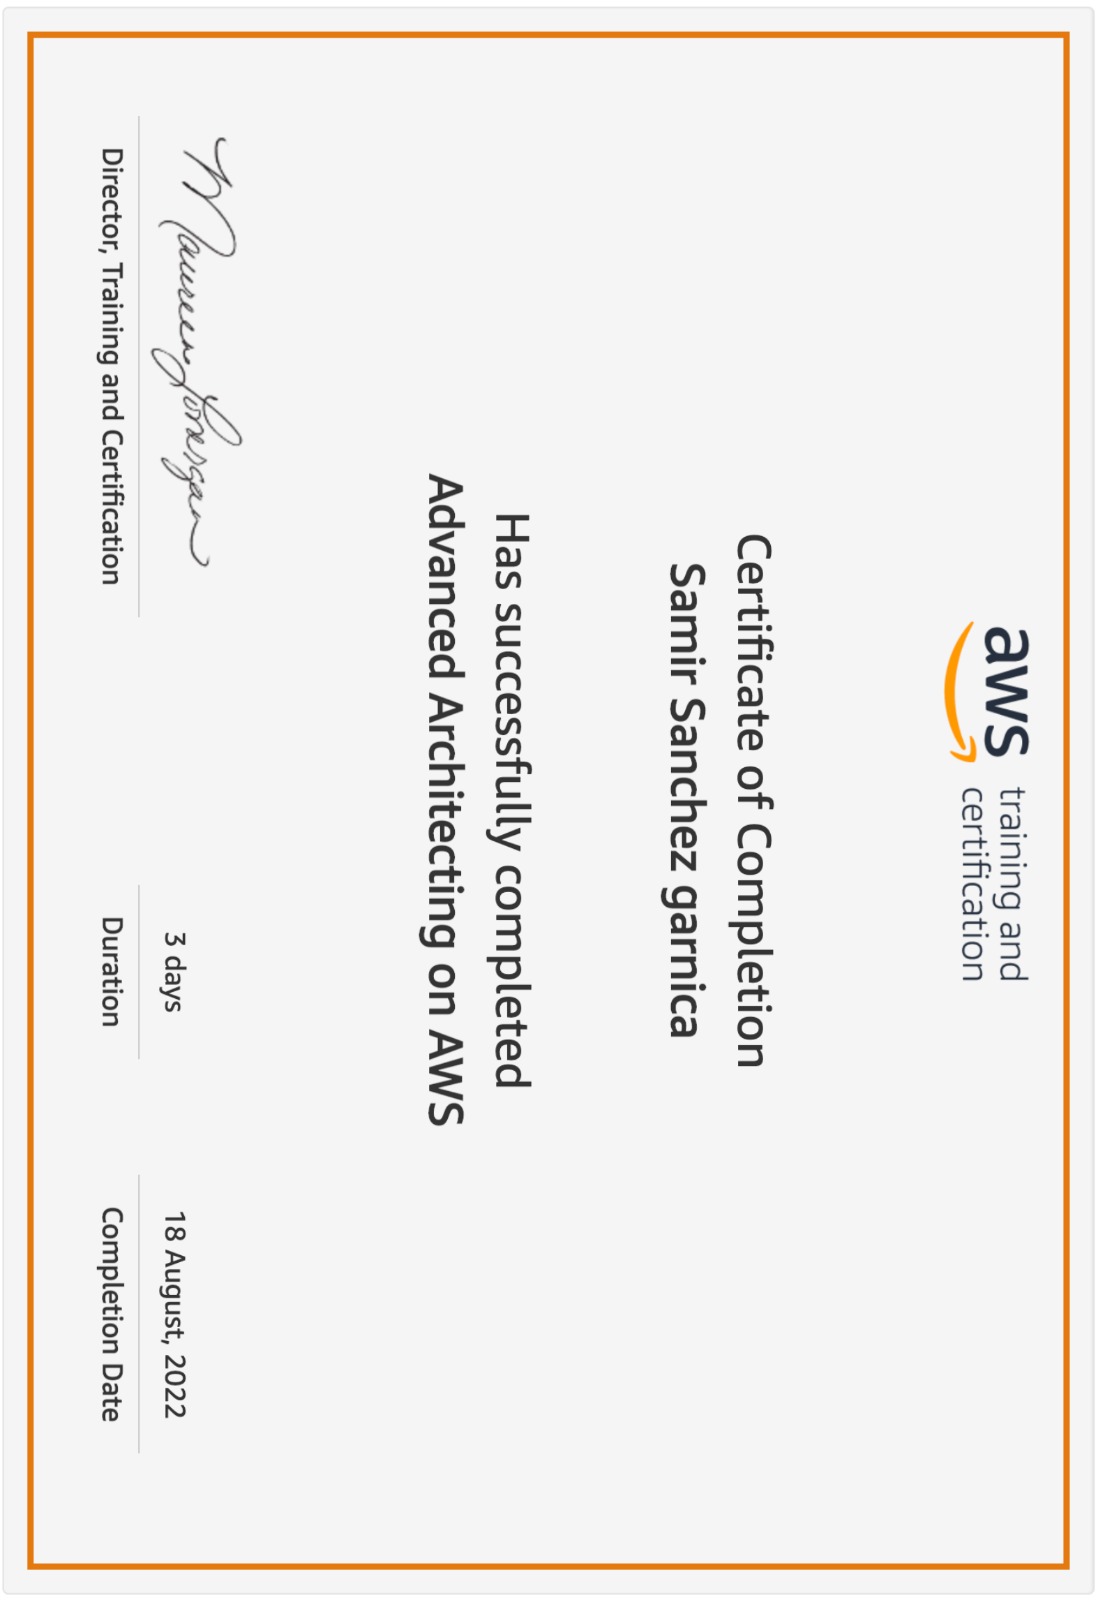 aws training and
certification
Certificate of Completion
Samir Sanchez garnica
Has successfully completed
Advanced Architecting on AWS
Maureen Lonergan
Director, Training and Certification
3 days
Duration
18 August, 2022
Completion Date